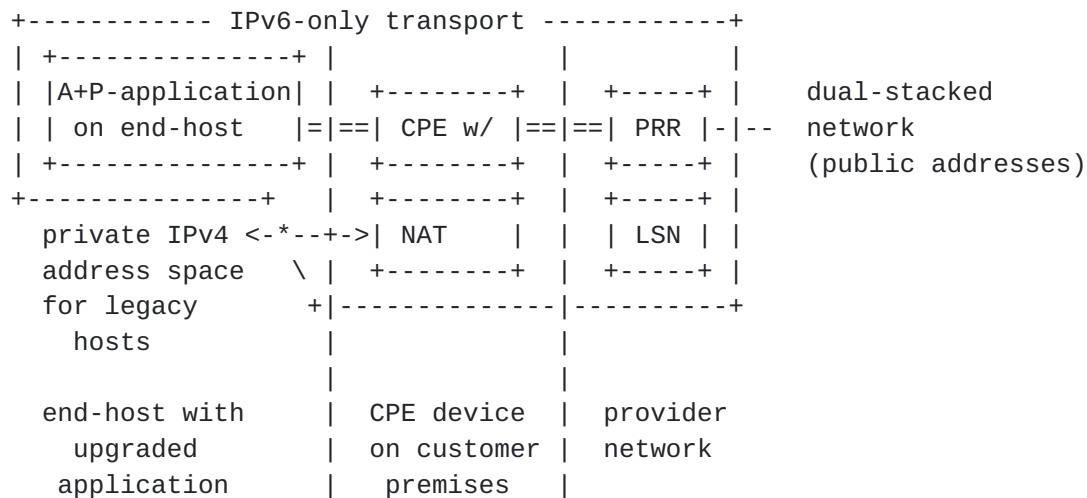 +------------ IPv6-only transport ------------+
| +---------------+ |              |          |
| |A+P-application| |  +--------+  |  +-----+ |    dual-stacked
| | on end-host   |=|==| CPE w/ |==|==| PRR |-|--  network
| +---------------+ |  +--------+  |  +-----+ |    (public addresses)
+---------------+   |  +--------+  |  +-----+ |
  private IPv4 <-*--+->| NAT    |  |  | LSN | |
  address space   \ |  +--------+  |  +-----+ |
  for legacy       +|--------------|----------+
    hosts           |              |
                    |              |
  end-host with     |  CPE device  |  provider
    upgraded        |  on customer |  network
   application      |   premises   |